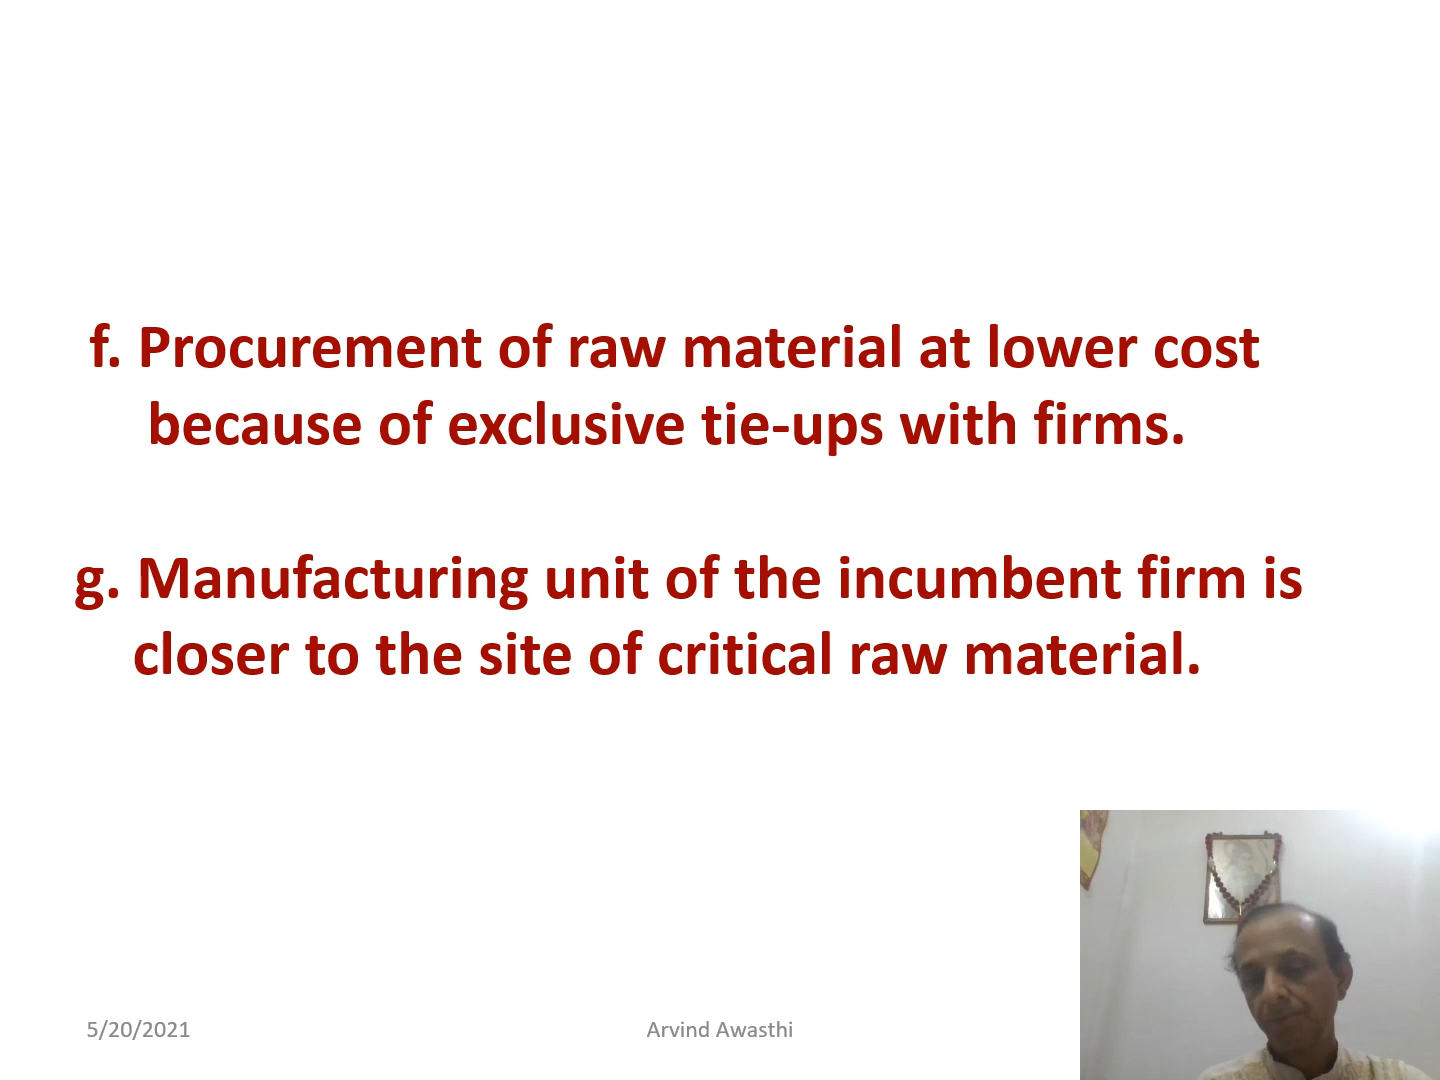 f. Procurement of raw material at lower cost
because of exclusive tie-ups with firms.
g. Manufacturing unit of the incumbent firm is
closer to the site of critical raw material.
5/20/2021
Arvind Awasthi